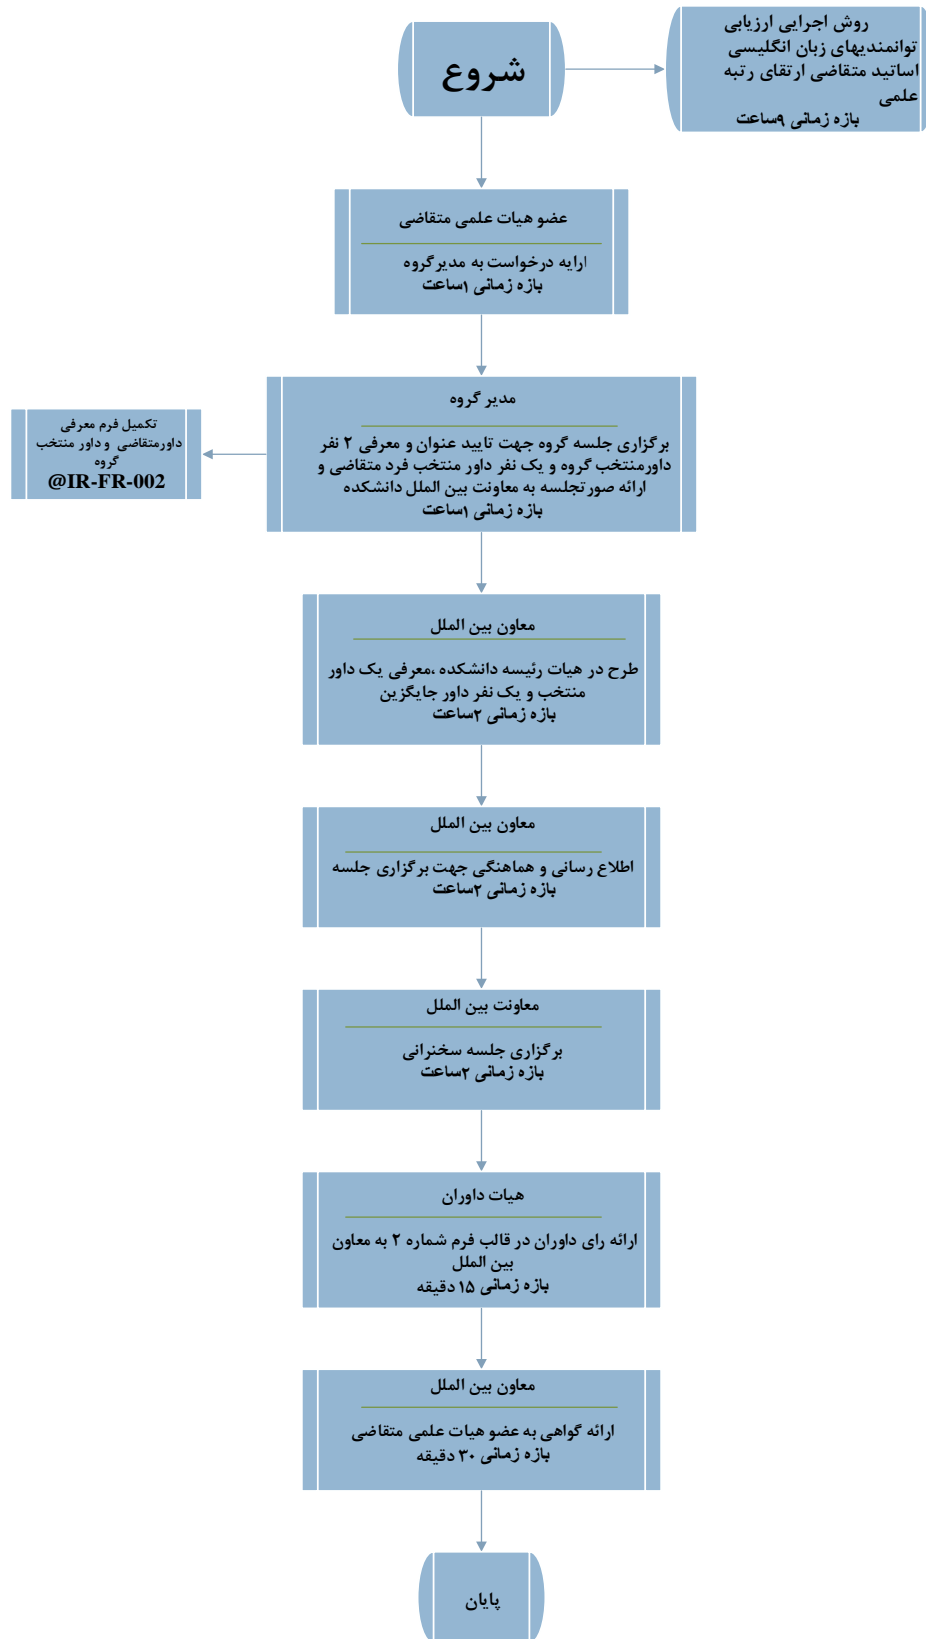 شروع
روش اجرایی ارزیابی
توانمندیهای زبان انگلیسی
اساتید متقاضی ارتقای رتبه
علمی
بازه زمانی ۹ساعت
عضو هیات علمی متقاضی
ارایه درخواست به مدیرگروه
بازه زمانی ۱ساعت
مدیر گروه
برگزاری جلسه گروه جهت تایید عنوان و معرفی ۲ نفر
داورمنتخب گروه و یک نفر داور منتخب فرد متقاضی و
ارائه صورتجلسه به معاونت بین الملل دانشکده
بازه زمانی ۱ساعت
تکمیل فرم معرفی
داورمتقاضی و داور منتخب
گروه
@IR-FR-002
معاون بین الملل
طرح در هیات رئیسه دانشکده ،معرفی یک داور
منتخب و یک نفر داور جایگزین
بازه زمانی ۲ساعت
معاون بین الملل
اطلاع رسانی و هماهنگی جهت برگزاری جلسه
بازه زمانی ۲ساعت
معاونت بین الملل
برگزاری جلسه سخنرانی
بازه زمانی ۲ساعت
هیات داوران
ارائه رای داوران در قالب فرم شماره ۲ به معاون
بین الملل
بازه زمانی ۱۵ دقیقه
معاون بین الملل
ارائه گواهی به عضو هیات علمی متقاضی
بازه زمانی ۳۰ دقیقه
پایان